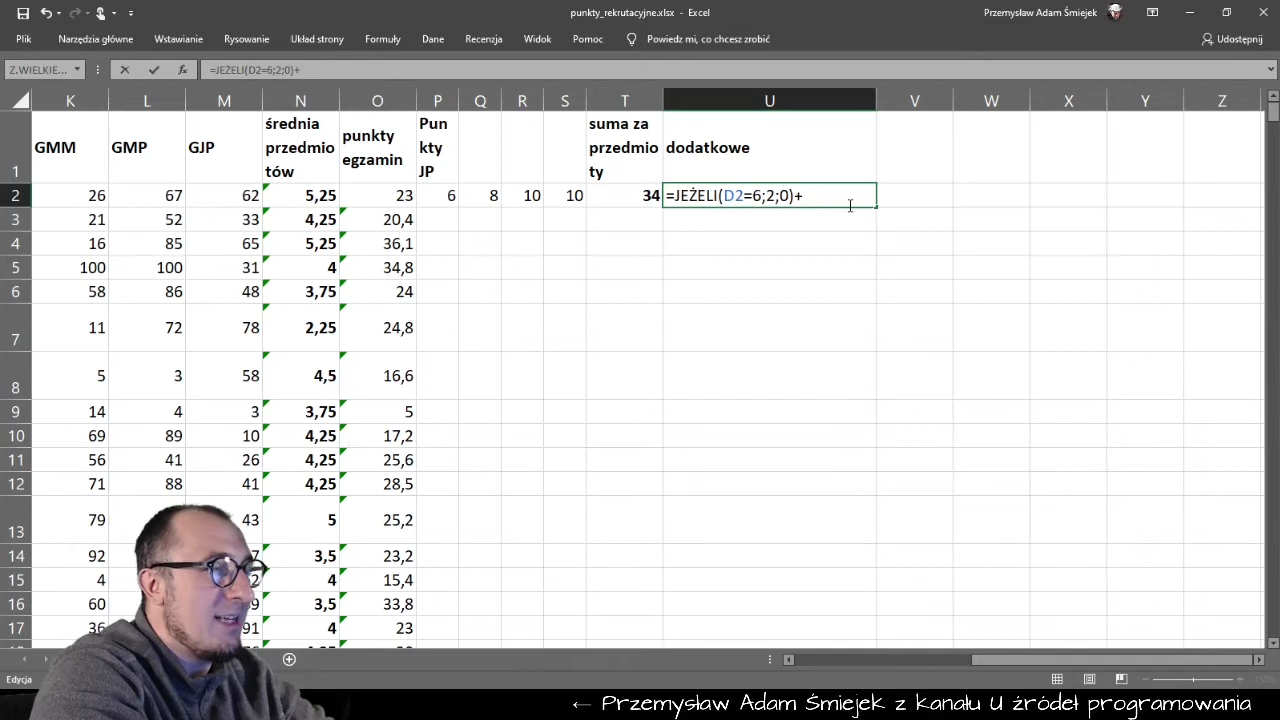 punkty_rekrutacyjne.xlsx - Excel
Przemysław Adam Śmiejek
Plik Narzędzia główne Wstawianie Rysowanie Układ strony Formuły Dane Recenzja Widok Pomoc Powiedz mi, co chcesz zrobić Udostępnij
Z.WIELKIE... fx =JEŻELI(D2=6;2;0)+
K L M N O P Q R S T U V W X Y Z
1 GMM GMP GJP średnia przedmiotów punkty egzamin Punkty JP suma za przedmioty dodatkowe
2 26 67 62 5,25 23 6 8 10 10 34 =JEŻELI(D2=6;2;0)+
3 21 52 33 4,25 20,4
4 16 85 65 5,25 36,1
5 100 100 31 4 34,8
6 58 86 48 3,75 24
7 11 72 78 2,25 24,8
8 5 3 58 4,5 16,6
9 14 4 3 3,75 5
10 69 89 10 4,25 17,2
11 56 41 26 4,25 25,6
12 71 88 41 4,25 28,5
13 79 43 5 25,2
14 92 3,5 23,2
15 4 4 15,4
16 60 3,5 33,8
17 91 4 23
Edycja 150%
← Przemysław Adam Śmiejek z kanału U źródeł programowania